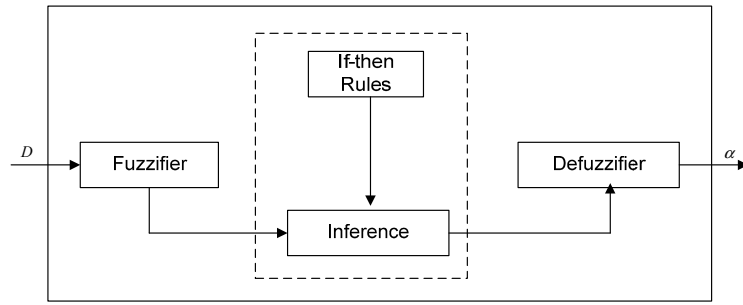 If-then
Rules
D
Fuzzifier
Defuzzifier
α
Inference